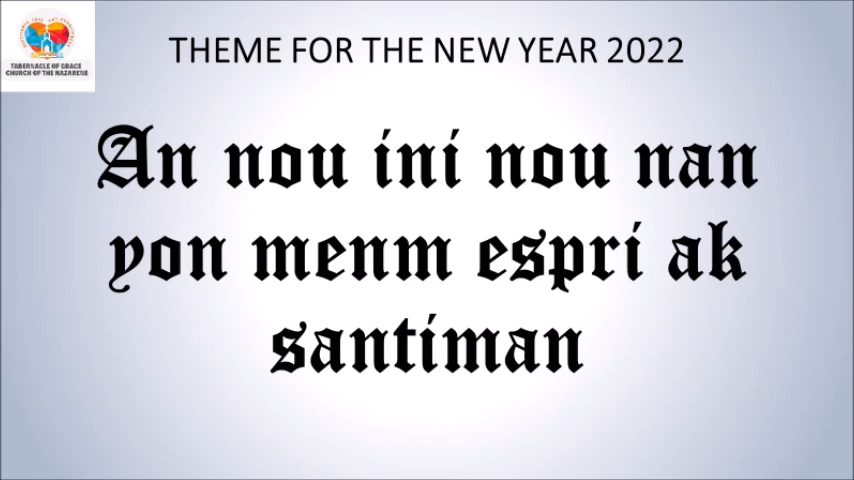 TABERNACLE OF GRACE
CHURCH OF THE NAZARENE
THEME FOR THE NEW YEAR 2022
An nou ini nou nan
yon menm espri ak
santiman